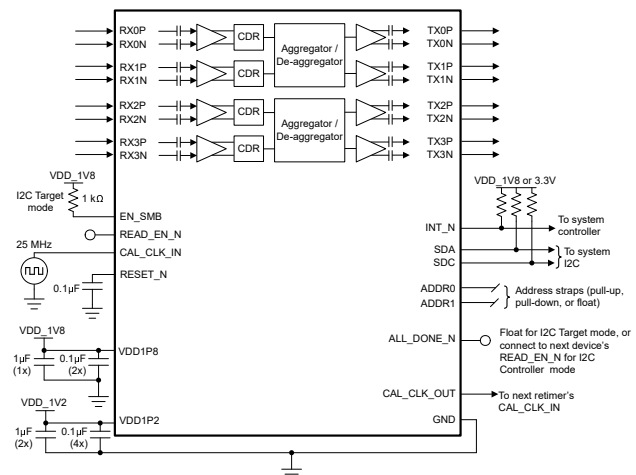 RX0P
RX0N
CDR
Aggregator /
De-aggregator
TX0P
TX0N
RX1P
RX1N
CDR
TX1P
TX1N
RX2P
RX2N
CDR
Aggregator /
De-aggregator
TX2P
TX2N
RX3P
RX3N
CDR
TX3P
TX3N
VDD_1V8
I2C Target
mode
1 kΩ
EN_SMB
READ_EN_N
25 MHz
CAL_CLK_IN
RESET_N
0.1µF
VDD_1V8 or 3.3V
INT_N
To system
controller
SDA
SDC
To system
I2C
ADDR0
ADDR1
Address straps (pull-up,
pull-down, or float)
ALL_DONE_N
Float for I2C Target mode, or
connect to next device's
READ_EN_N for I2C
Controller mode
VDD_1V8
VDD1P8
1µF
(1x)
0.1µF
(2x)
CAL_CLK_OUT
To next retimer's
CAL_CLK_IN
VDD_1V2
VDD1P2
1µF
(2x)
0.1µF
(4x)
GND